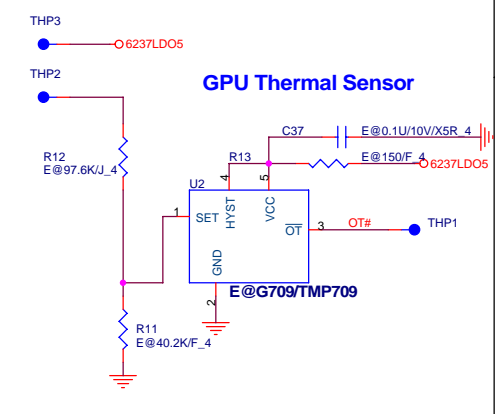 THP3
6237LDO5
THP2
GPU Thermal Sensor
C37
E@0.1U/10V/X5R_4
R12
E@97.6K/J_4
R13
E@150/F_4
6237LDO5
U2
4
5
1
SET
HYST
VCC
OT
3
OT#
THP1
GND
2
E@G709/TMP709
R11
E@40.2K/F_4